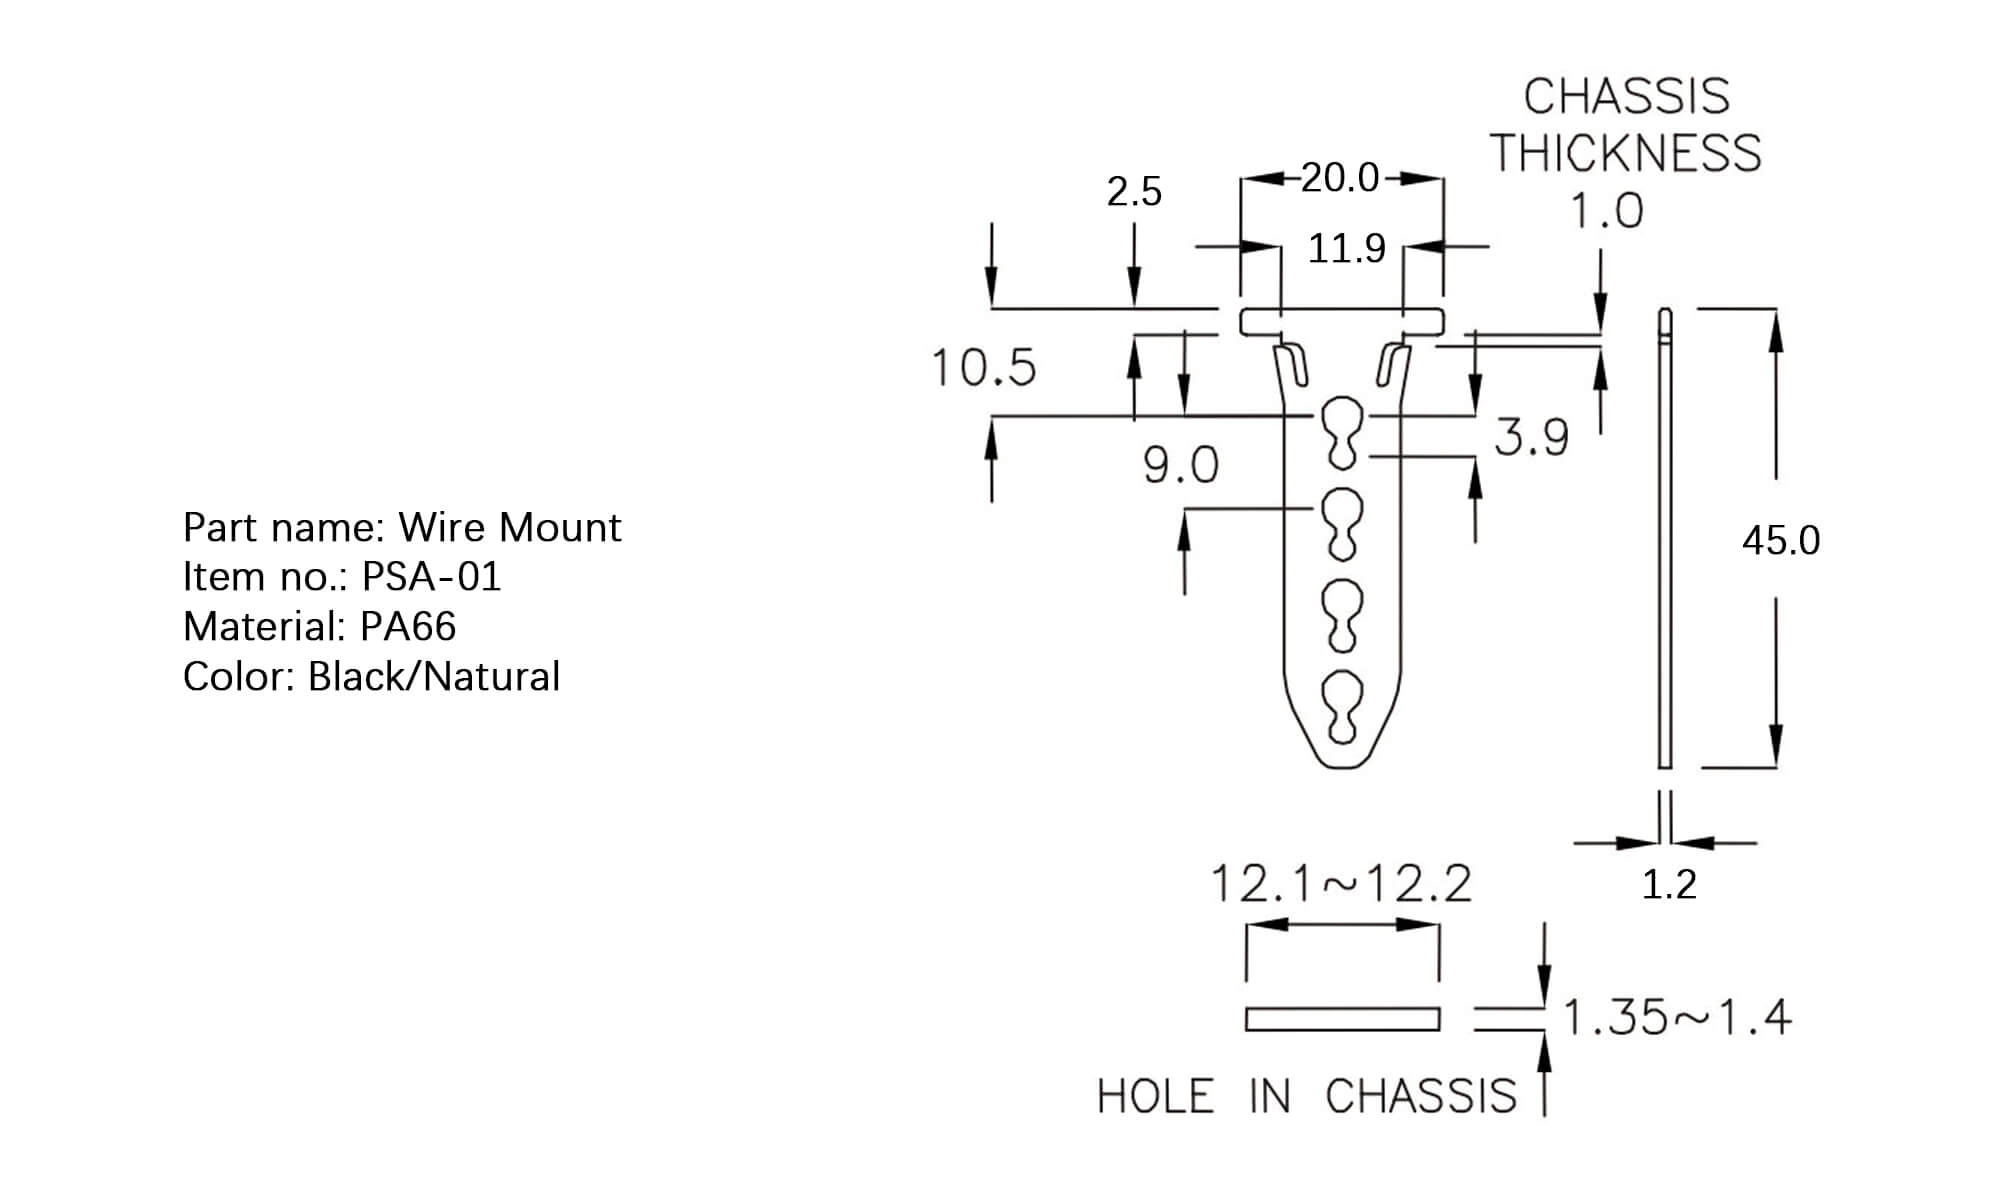 Part name: Wire Mount
Item no.: PSA-01
Material: PA66
Color: Black/Natural
CHASSIS
THICKNESS
1.0
20.0
2.5
11.9
10.5
3.9
9.0
45.0
12.1~12.2
1.2
1.35~1.4
HOLE IN CHASSIS